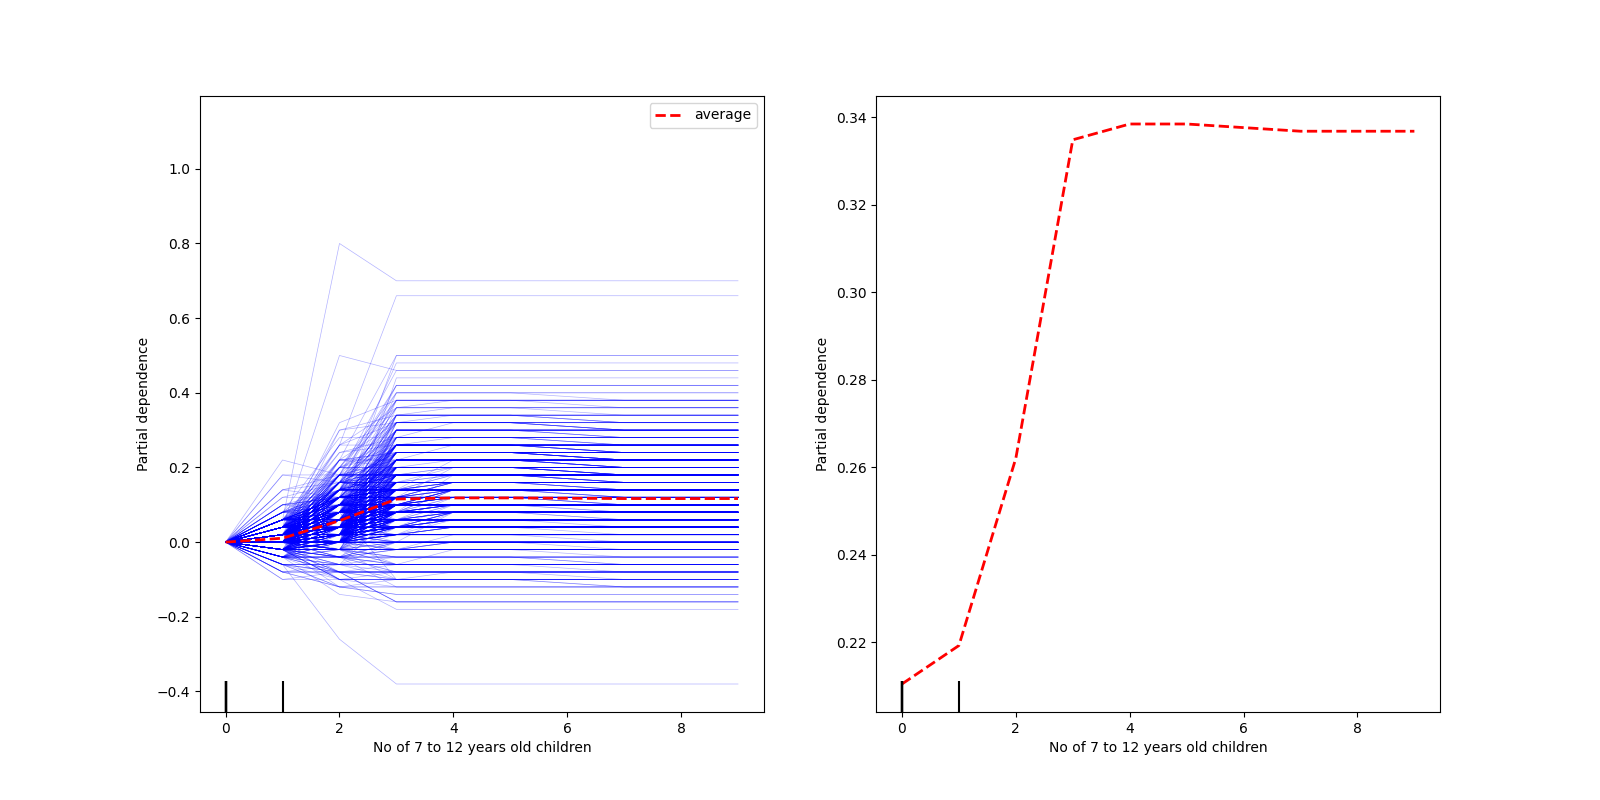 average
Partial dependence
1.0
0.8
0.6
0.4
0.2
0.0
−0.2
−0.4
0 2 4 6 8
No of 7 to 12 years old children
Partial dependence
0.34
0.32
0.30
0.28
0.26
0.24
0.22
0 2 4 6 8
No of 7 to 12 years old children